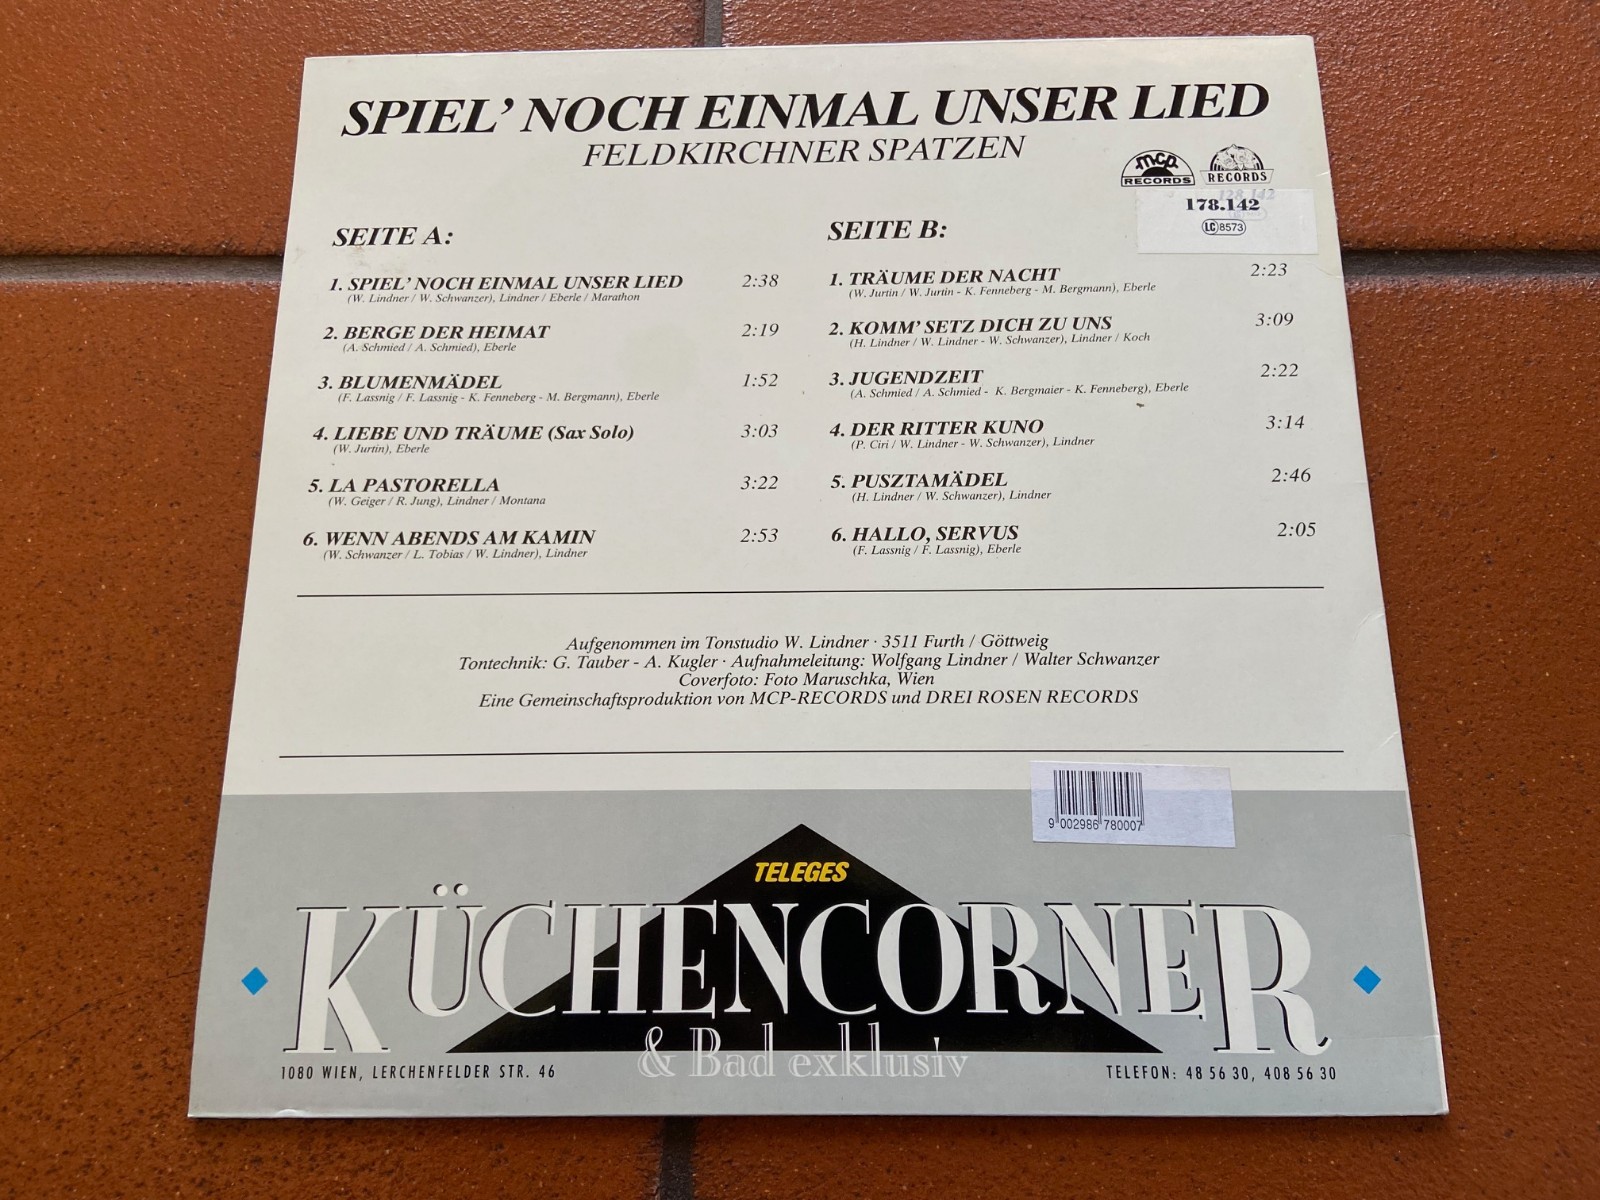 SPIEL' NOCH EINMAL UNSER LIED
FELDKIRCHNER SPATZEN
mcp RECORDS
RECORDS
178.142
LC 8573
SEITE A:
1. SPIEL' NOCH EINMAL UNSER LIED 2:38
(W. Lindner / W. Schwanzer), Lindner / Eberle / Marathon
2. BERGE DER HEIMAT 2:19
(A. Schmied / A. Schmied), Eberle
3. BLUMENMÄDEL 1:52
(F. Lassnig / F. Lassnig - K. Fenneberg - M. Bergmann), Eberle
4. LIEBE UND TRÄUME (Sax Solo) 3:03
(W. Jurtin), Eberle
5. LA PASTORELLA 3:22
(W. Geiger / R. Jung), Lindner / Montana
6. WENN ABENDS AM KAMIN 2:53
(W. Schwanzer / L. Tobias / W. Lindner), Lindner
SEITE B:
1. TRÄUME DER NACHT 2:23
(W. Jurtin / W. Jurtin - K. Fenneberg - M. Bergmann), Eberle
2. KOMM' SETZ DICH ZU UNS 3:09
(H. Lindner / W. Lindner - W. Schwanzer), Lindner / Koch
3. JUGENDZEIT 2:22
(A. Schmied / A. Schmied - K. Bergmaier - K. Fenneberg), Eberle
4. DER RITTER KUNO 3:14
(P. Ciri / W. Lindner - W. Schwanzer), Lindner
5. PUSZTAMÄDEL 2:46
(H. Lindner / W. Schwanzer), Lindner
6. HALLO, SERVUS 2:05
(F. Lassnig / F. Lassnig), Eberle
Aufgenommen im Tonstudio W. Lindner · 3511 Furth / Göttweig
Tontechnik: G. Tauber - A. Kugler · Aufnahmeleitung: Wolfgang Lindner / Walter Schwanzer
Coverfoto: Foto Maruschka, Wien
Eine Gemeinschaftsproduktion von MCP-RECORDS und DREI ROSEN RECORDS
9 002986 780007
TELEGES
KÜCHENCORNER
& Bad exklusiv
1080 WIEN, LERCHENFELDER STR. 46
TELEFON: 48 56 30, 408 56 30